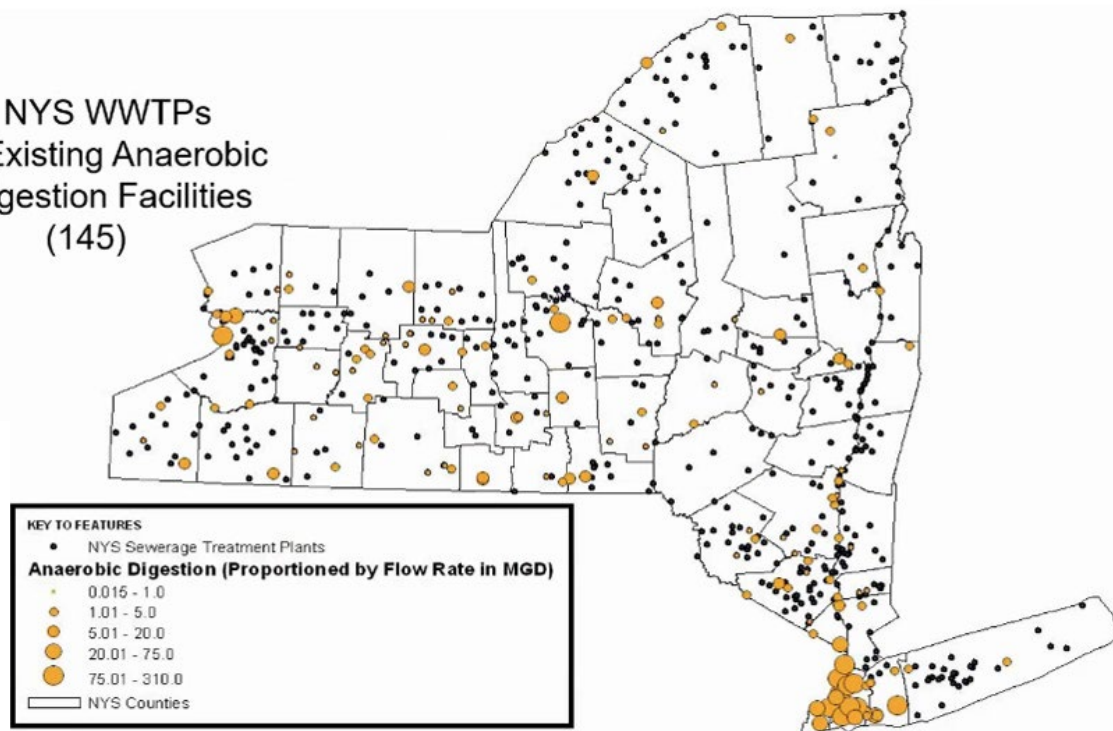 NYS WWTPs
Existing Anaerobic
gestion Facilities
(145)
KEY TO FEATURES
NYS Sewerage Treatment Plants
Anaerobic Digestion (Proportioned by Flow Rate in MGD)
0.015 - 1.0
1.01 - 5.0
5.01 - 20.0
20.01 - 75.0
75.01 - 310.0
NYS Counties